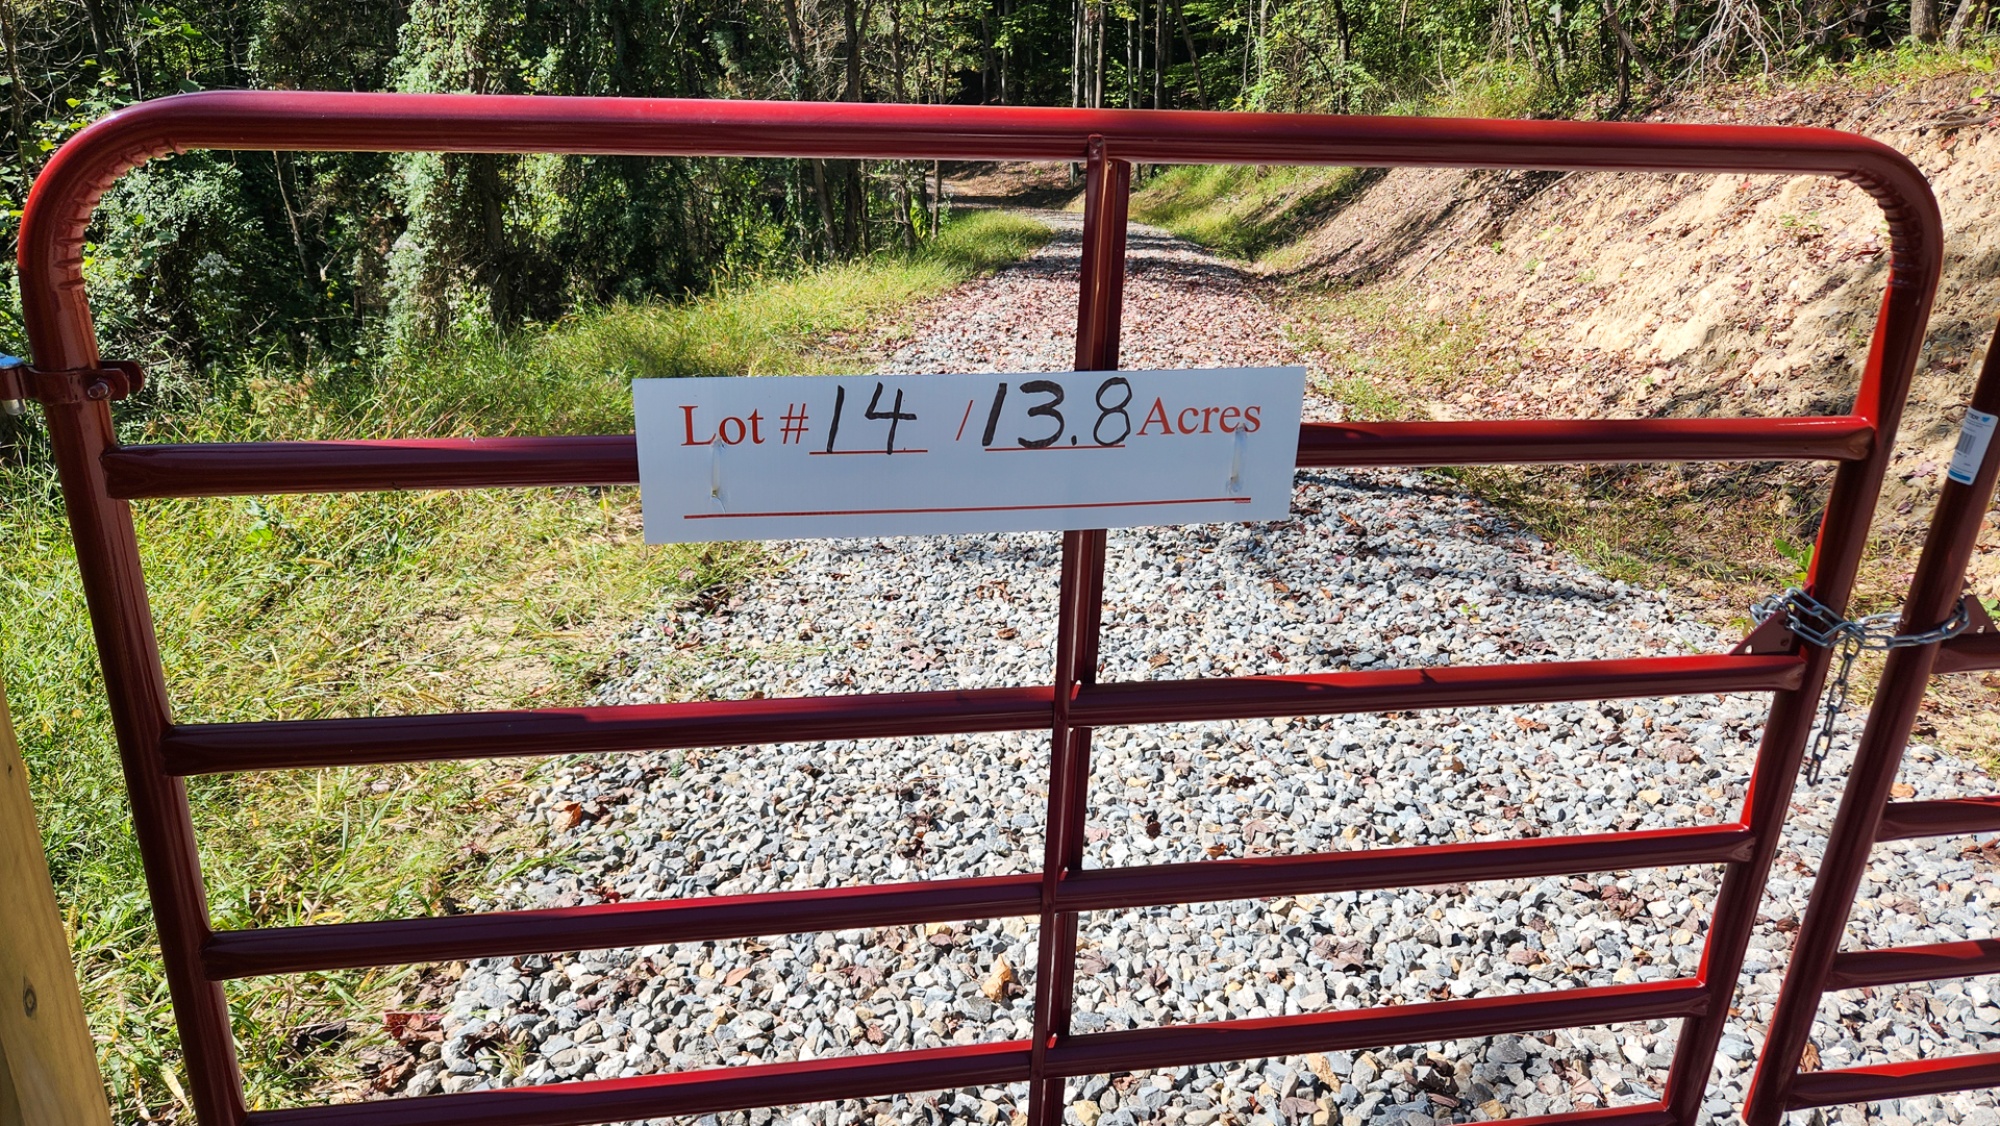 Lot # 14 / 13.8 Acres